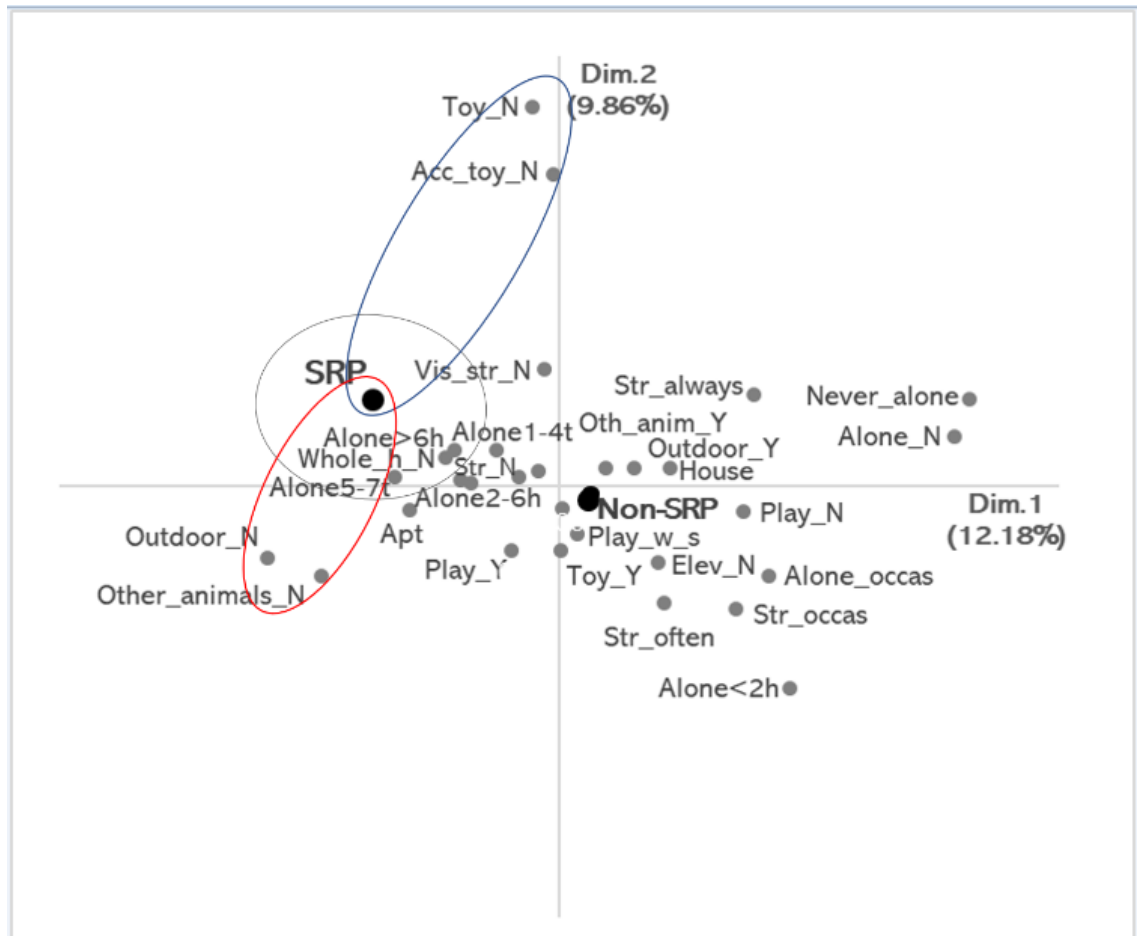 Dim.2
(9.86%)
Toy_N
Acc_toy_N
SRP
Vis_str_N
Str_always
Never_alone
Oth_anim_Y
Alone>6h
Alone1-4t
Alone_N
Outdoor_Y
Whole_h_N
Str_N
House
Alone5-7t
Alone2-6h
Non-SRP
Play_N
Dim.1
(12.18%)
Outdoor_N
Apt
Play_w_s
Play_Y
Toy_Y
Elev_N
Alone_occas
Other_animals_N
Str_occas
Str_often
Alone<2h